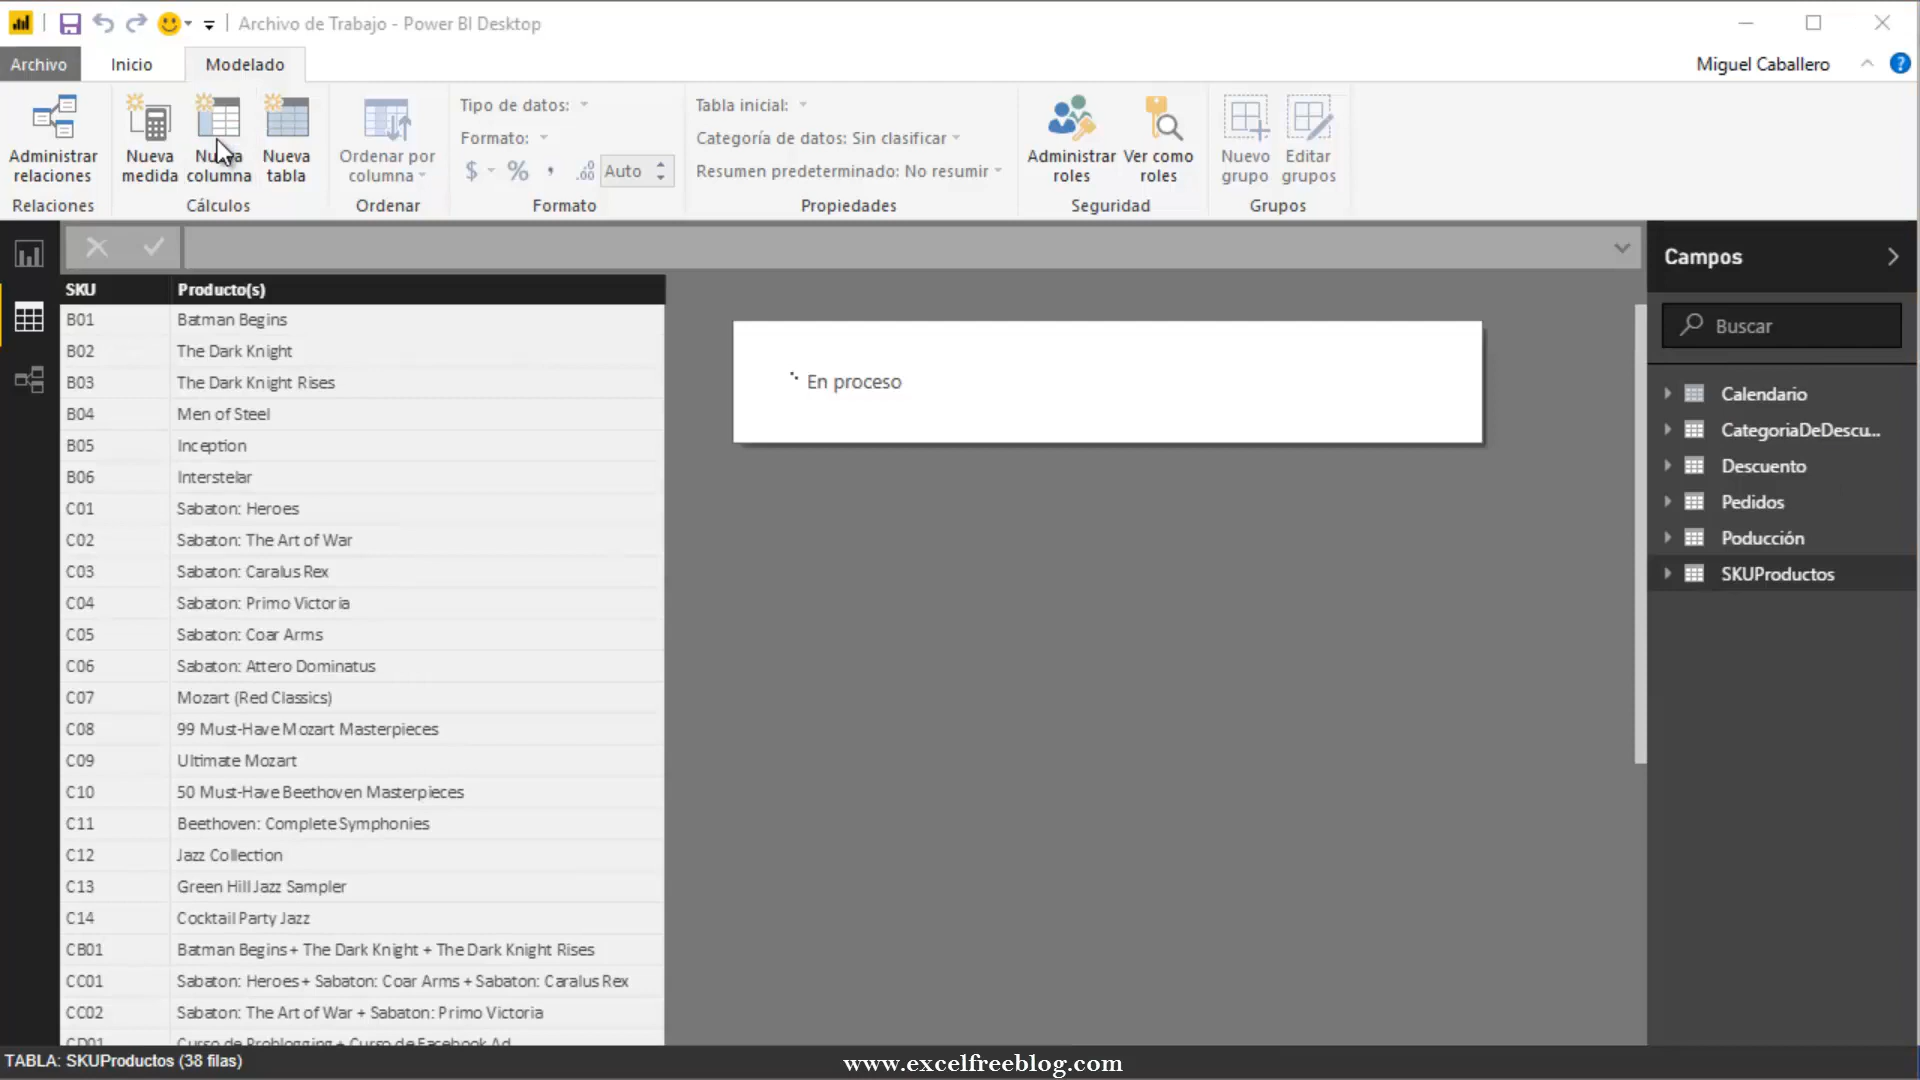 Archivo de Trabajo - Power BI Desktop
Archivo
Inicio
Modelado
Miguel Caballero
Administrar relaciones
Nueva medida
Nueva columna
Nueva tabla
Ordenar por columna
Tipo de datos:
Formato:
$ % , .00 Auto
Tabla inicial:
Categoría de datos: Sin clasificar
Resumen predeterminado: No resumir
Administrar roles
Ver como roles
Nuevo grupo
Editar grupos
Relaciones
Cálculos
Ordenar
Formato
Propiedades
Seguridad
Grupos
SKU Producto(s)
B01 Batman Begins
B02 The Dark Knight
B03 The Dark Knight Rises
B04 Men of Steel
B05 Inception
B06 Interstelar
C01 Sabaton: Heroes
C02 Sabaton: The Art of War
C03 Sabaton: Caralus Rex
C04 Sabaton: Primo Victoria
C05 Sabaton: Coar Arms
C06 Sabaton: Attero Dominatus
C07 Mozart (Red Classics)
C08 99 Must-Have Mozart Masterpieces
C09 Ultimate Mozart
C10 50 Must-Have Beethoven Masterpieces
C11 Beethoven: Complete Symphonies
C12 Jazz Collection
C13 Green Hill Jazz Sampler
C14 Cocktail Party Jazz
CB01 Batman Begins + The Dark Knight + The Dark Knight Rises
CC01 Sabaton: Heroes + Sabaton: Coar Arms + Sabaton: Caralus Rex
CC02 Sabaton: The Art of War + Sabaton: Primo Victoria
CD01 Curso de Problogging + Curso de Facebook Ad
En proceso
Campos
Buscar
Calendario
CategoriaDeDescu...
Descuento
Pedidos
Poducción
SKUProductos
TABLA: SKUProductos (38 filas)
www.excelfreeblog.com